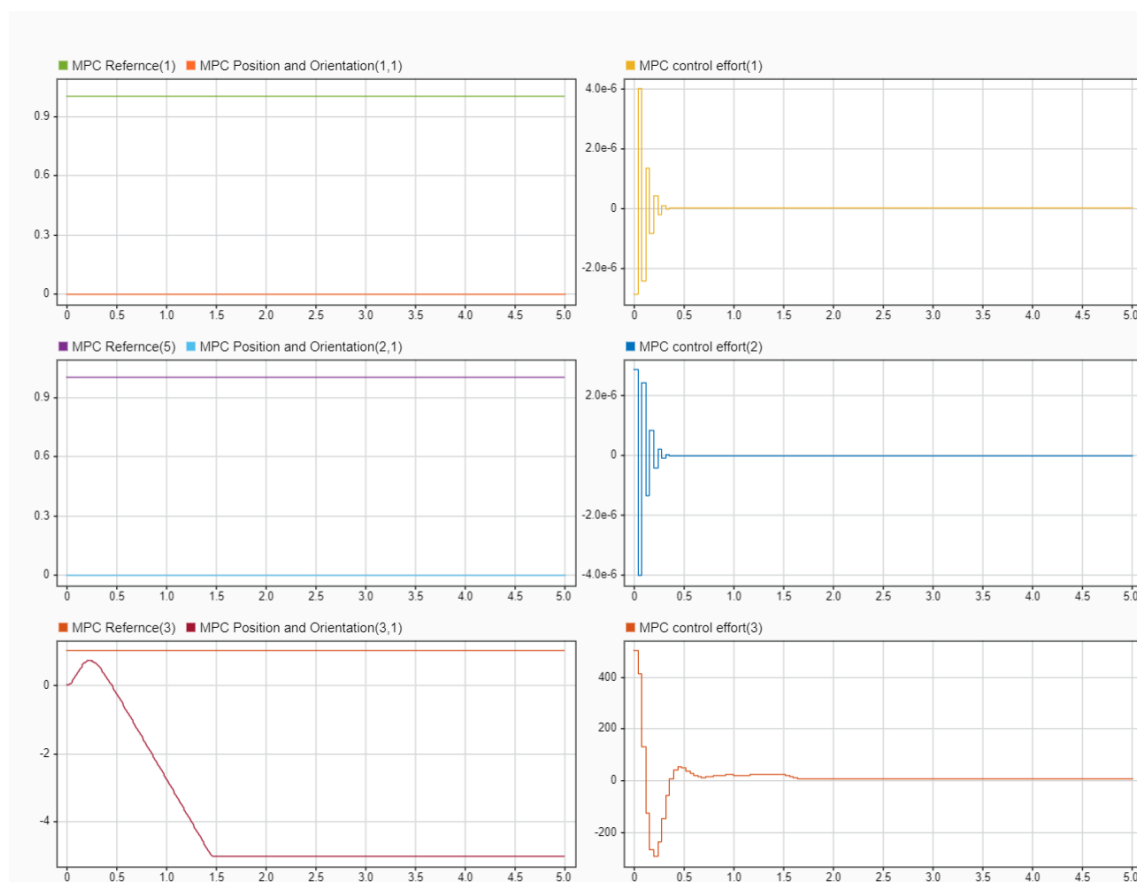 MPC Refernce(1) MPC Position and Orientation(1,1)
0.9
0.6
0.3
0
0 0.5 1.0 1.5 2.0 2.5 3.0 3.5 4.0 4.5 5.0
MPC control effort(1)
4.0e-6
2.0e-6
0
-2.0e-6
0 0.5 1.0 1.5 2.0 2.5 3.0 3.5 4.0 4.5 5.0
MPC Refernce(5) MPC Position and Orientation(2,1)
0.9
0.6
0.3
0
0 0.5 1.0 1.5 2.0 2.5 3.0 3.5 4.0 4.5 5.0
MPC control effort(2)
2.0e-6
0
-2.0e-6
-4.0e-6
0 0.5 1.0 1.5 2.0 2.5 3.0 3.5 4.0 4.5 5.0
MPC Refernce(3) MPC Position and Orientation(3,1)
0
-2
-4
0 0.5 1.0 1.5 2.0 2.5 3.0 3.5 4.0 4.5 5.0
MPC control effort(3)
400
200
0
-200
0 0.5 1.0 1.5 2.0 2.5 3.0 3.5 4.0 4.5 5.0